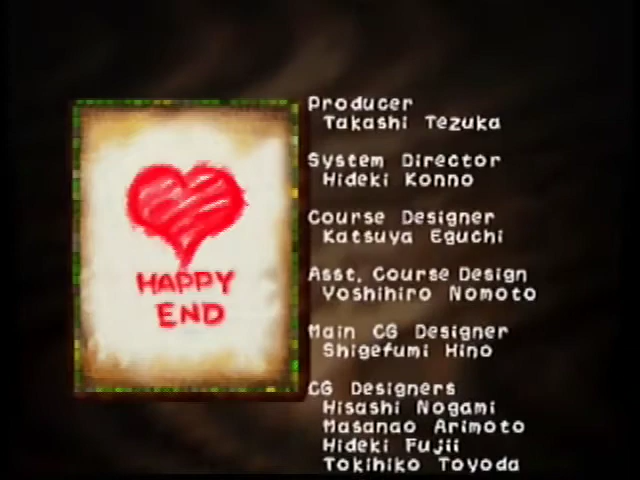 HAPPY
END
Producer
Takashi Tezuka
System Director
Hideki Konno
Course Designer
Katsuya Eguchi
Asst. Course Design
Yoshihiro Nomoto
Main CG Designer
Shigefumi Hino
CG Designers
Hisashi Nogami
Masanao Arimoto
Hideki Fujii
Tokihiko Toyoda